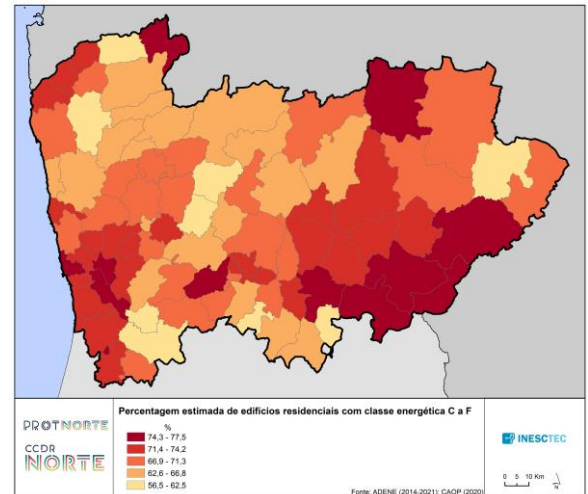 PROTNORTE
CCDR
NORTE
Percentagem estimada de edifícios residenciais com classe energética C a F
%
74,3 - 77,5
71,4 - 74,2
66,9 - 71,3
62,6 - 66,8
56,5 - 62,5
INESCTEC
0 5 10 Km
N
Fonte: ADENE (2014-2021); CAOP (2020)